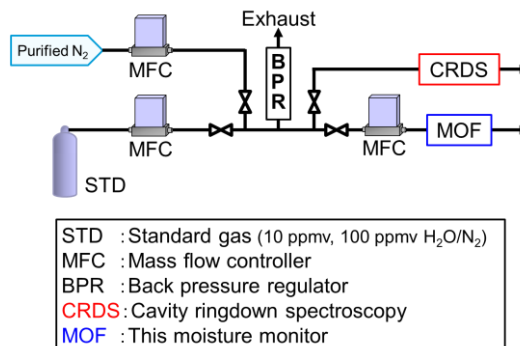 Exhaust
Purified N₂
MFC
BPR
CRDS
MFC
MFC
MOF
STD
STD : Standard gas (10 ppmv, 100 ppmv H₂O/N₂)
MFC : Mass flow controller
BPR : Back pressure regulator
CRDS : Cavity ringdown spectroscopy
MOF : This moisture monitor